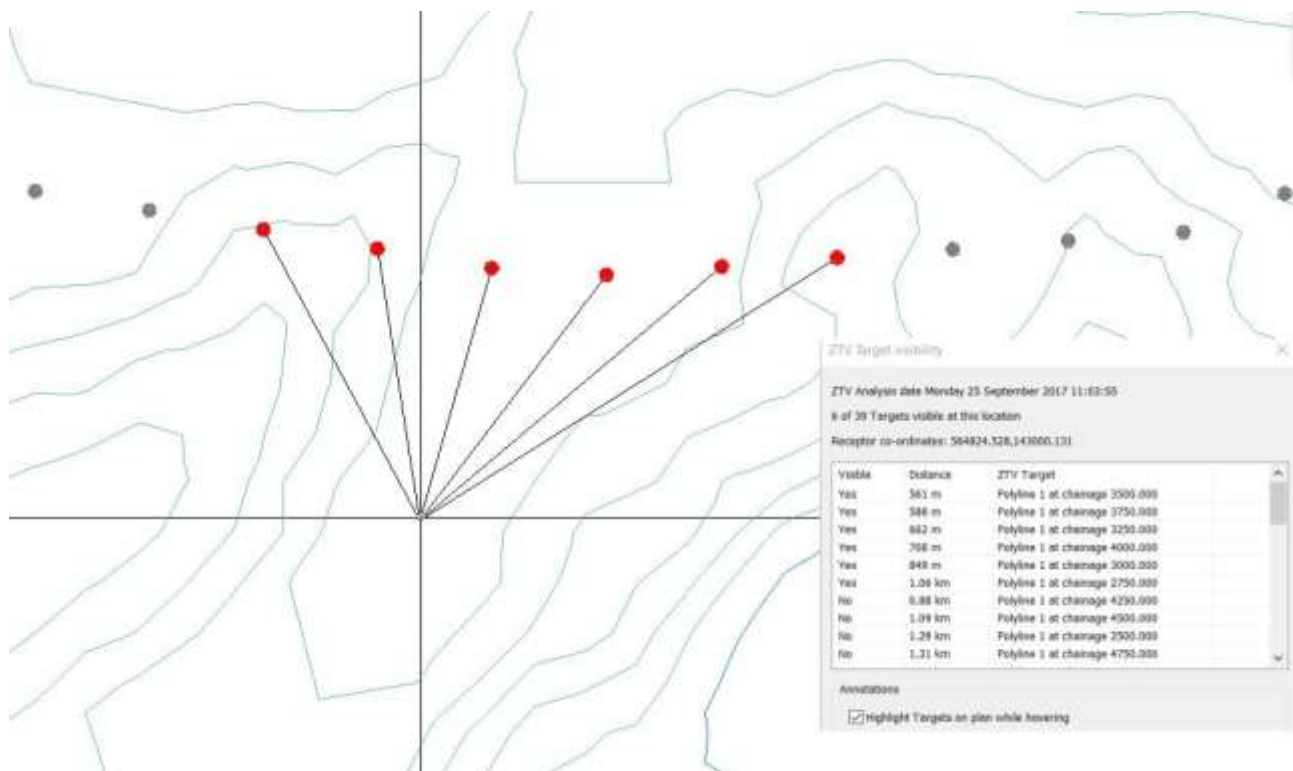 ZTV Target visibility
ZTV Analysis date Monday 25 September 2017 11:03:55
6 of 39 Targets visible at this location
Receptor co-ordinates: 564824.528,143000.131
Visible Distance ZTV Target
Yes 561 m Polyline 1 at chainage 3500.000
Yes 588 m Polyline 1 at chainage 3750.000
Yes 662 m Polyline 1 at chainage 3250.000
Yes 708 m Polyline 1 at chainage 4000.000
Yes 849 m Polyline 1 at chainage 3000.000
Yes 1.06 km Polyline 1 at chainage 2750.000
No 0.88 km Polyline 1 at chainage 4250.000
No 1.09 km Polyline 1 at chainage 4500.000
No 1.29 km Polyline 1 at chainage 2500.000
No 1.31 km Polyline 1 at chainage 4750.000
Annotations
Highlight Targets on plan while hovering